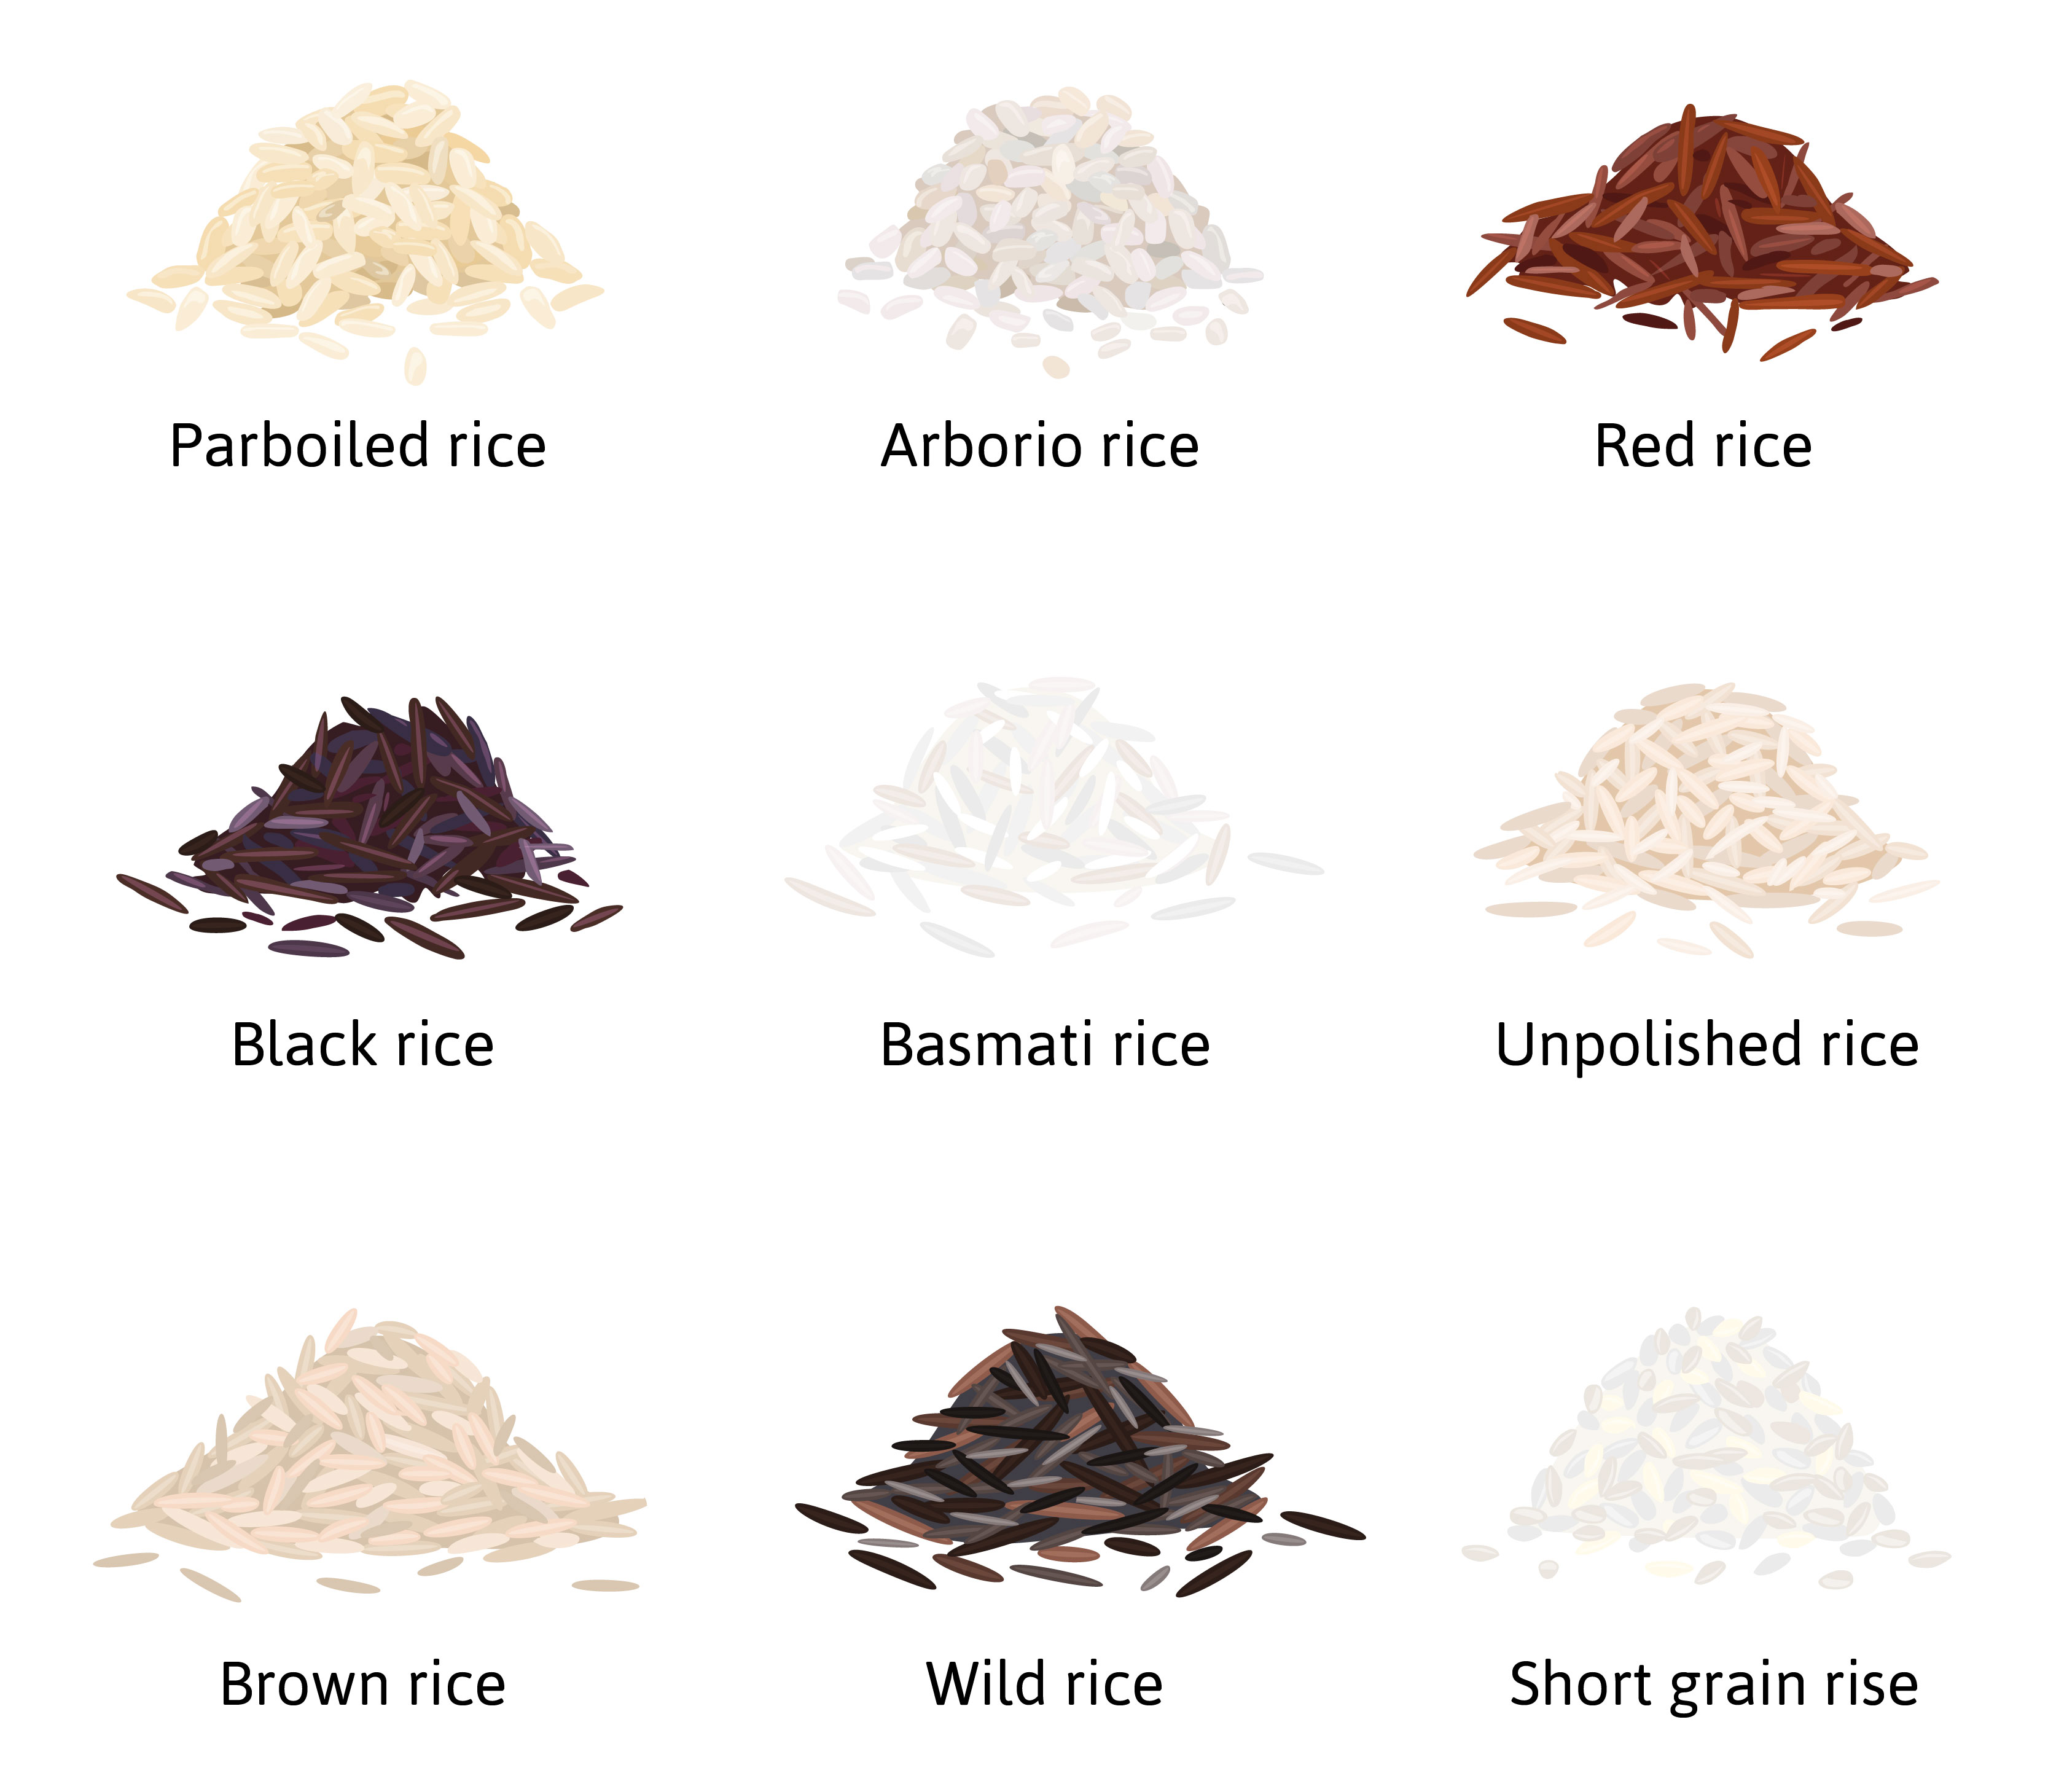 Parboiled rice
Arborio rice
Red rice
Black rice
Basmati rice
Unpolished rice
Brown rice
Wild rice
Short grain rise